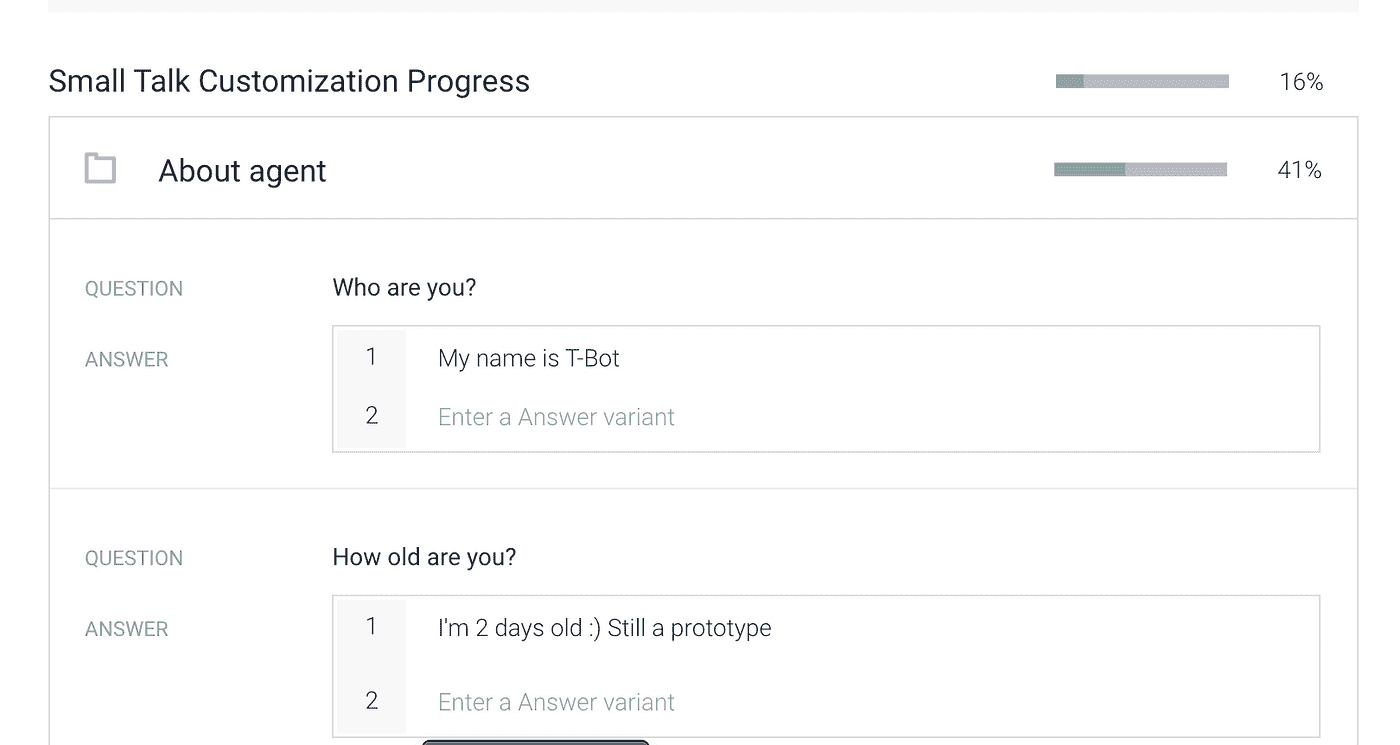 Small Talk Customization Progress 16%
About agent 41%
QUESTION Who are you?
ANSWER 1 My name is T-Bot
2 Enter a Answer variant
QUESTION How old are you?
ANSWER 1 I'm 2 days old :) Still a prototype
2 Enter a Answer variant